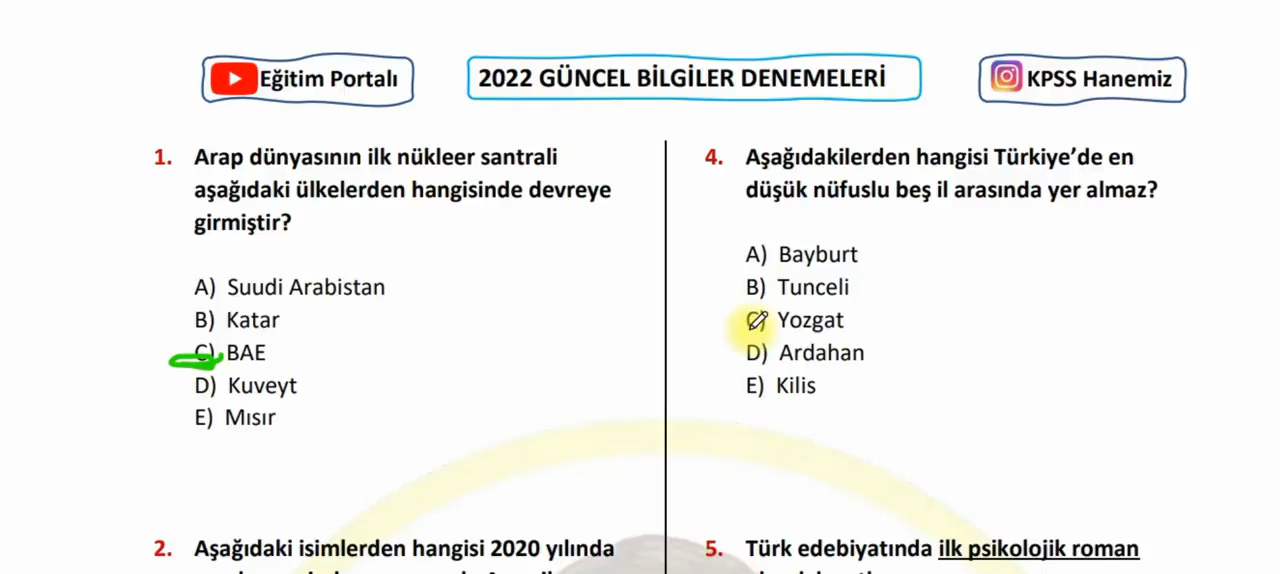 Eğitim Portalı
2022 GÜNCEL BİLGİLER DENEMELERİ
KPSS Hanemiz
1. Arap dünyasının ilk nükleer santrali
aşağıdaki ülkelerden hangisinde devreye
girmiştir?
A) Suudi Arabistan
B) Katar
C) BAE
D) Kuveyt
E) Mısır
2. Aşağıdaki isimlerden hangisi 2020 yılında
4. Aşağıdakilerden hangisi Türkiye’de en
düşük nüfuslu beş il arasında yer almaz?
A) Bayburt
B) Tunceli
C) Yozgat
D) Ardahan
E) Kilis
5. Türk edebiyatında ilk psikolojik roman